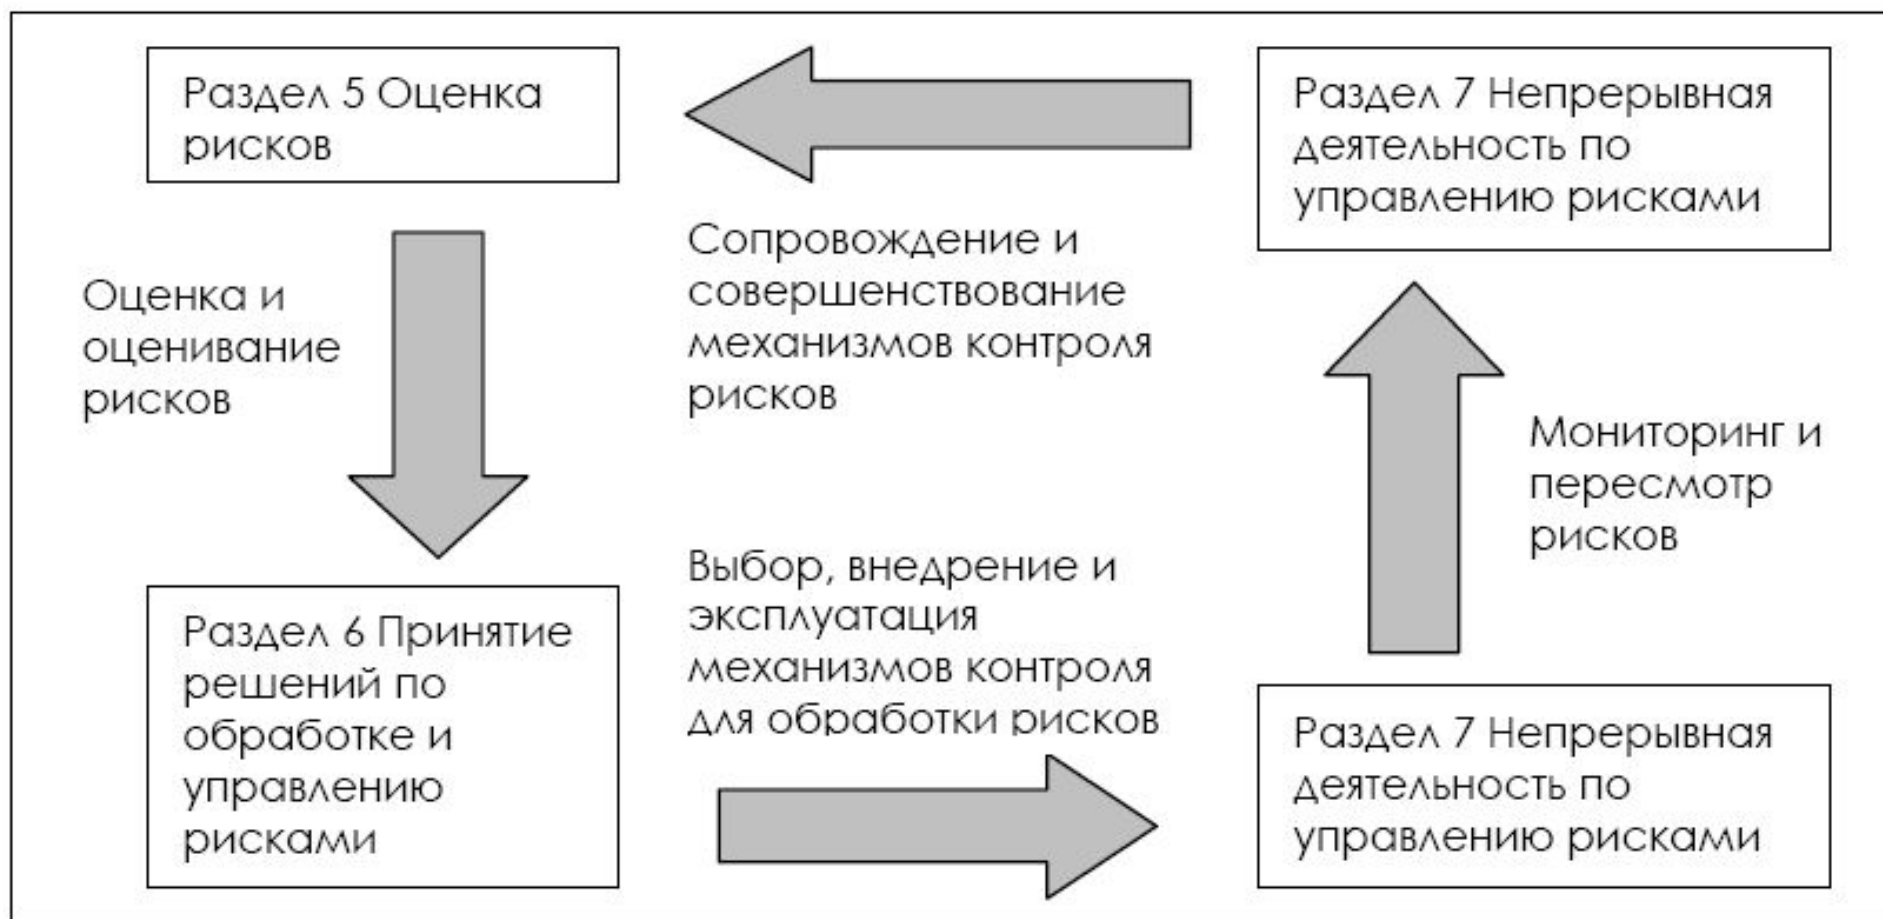 Раздел 5 Оценка
рисков
Раздел 7 Непрерывная
деятельность по
управлению рисками
Сопровождение и
совершенствование
механизмов контроля
рисков
Оценка и
оценивание
рисков
Мониторинг и
пересмотр
рисков
Выбор, внедрение и
эксплуатация
механизмов контроля
для обработки рисков
Раздел 6 Принятие
решений по
обработке и
управлению
рисками
Раздел 7 Непрерывная
деятельность по
управлению рисками